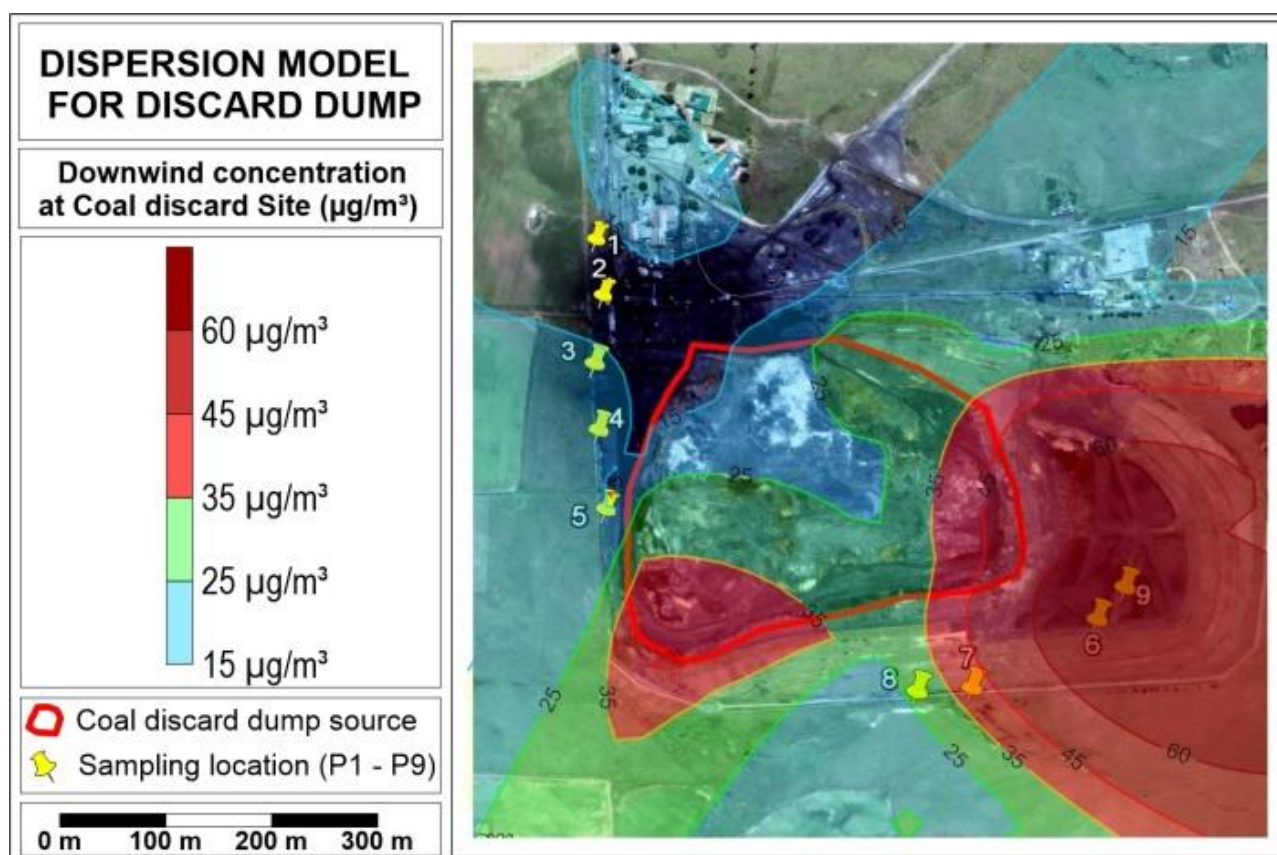 DISPERSION MODEL
FOR DISCARD DUMP
Downwind concentration
at Coal discard Site (µg/m³)
60 µg/m³
45 µg/m³
35 µg/m³
25 µg/m³
15 µg/m³
Coal discard dump source
Sampling location (P1 - P9)
0 m 100 m 200 m 300 m
1
2
3
4
5
6
7
8
9
15
15
25
25
25
35
45
60
35
35
25
25
35
45
60